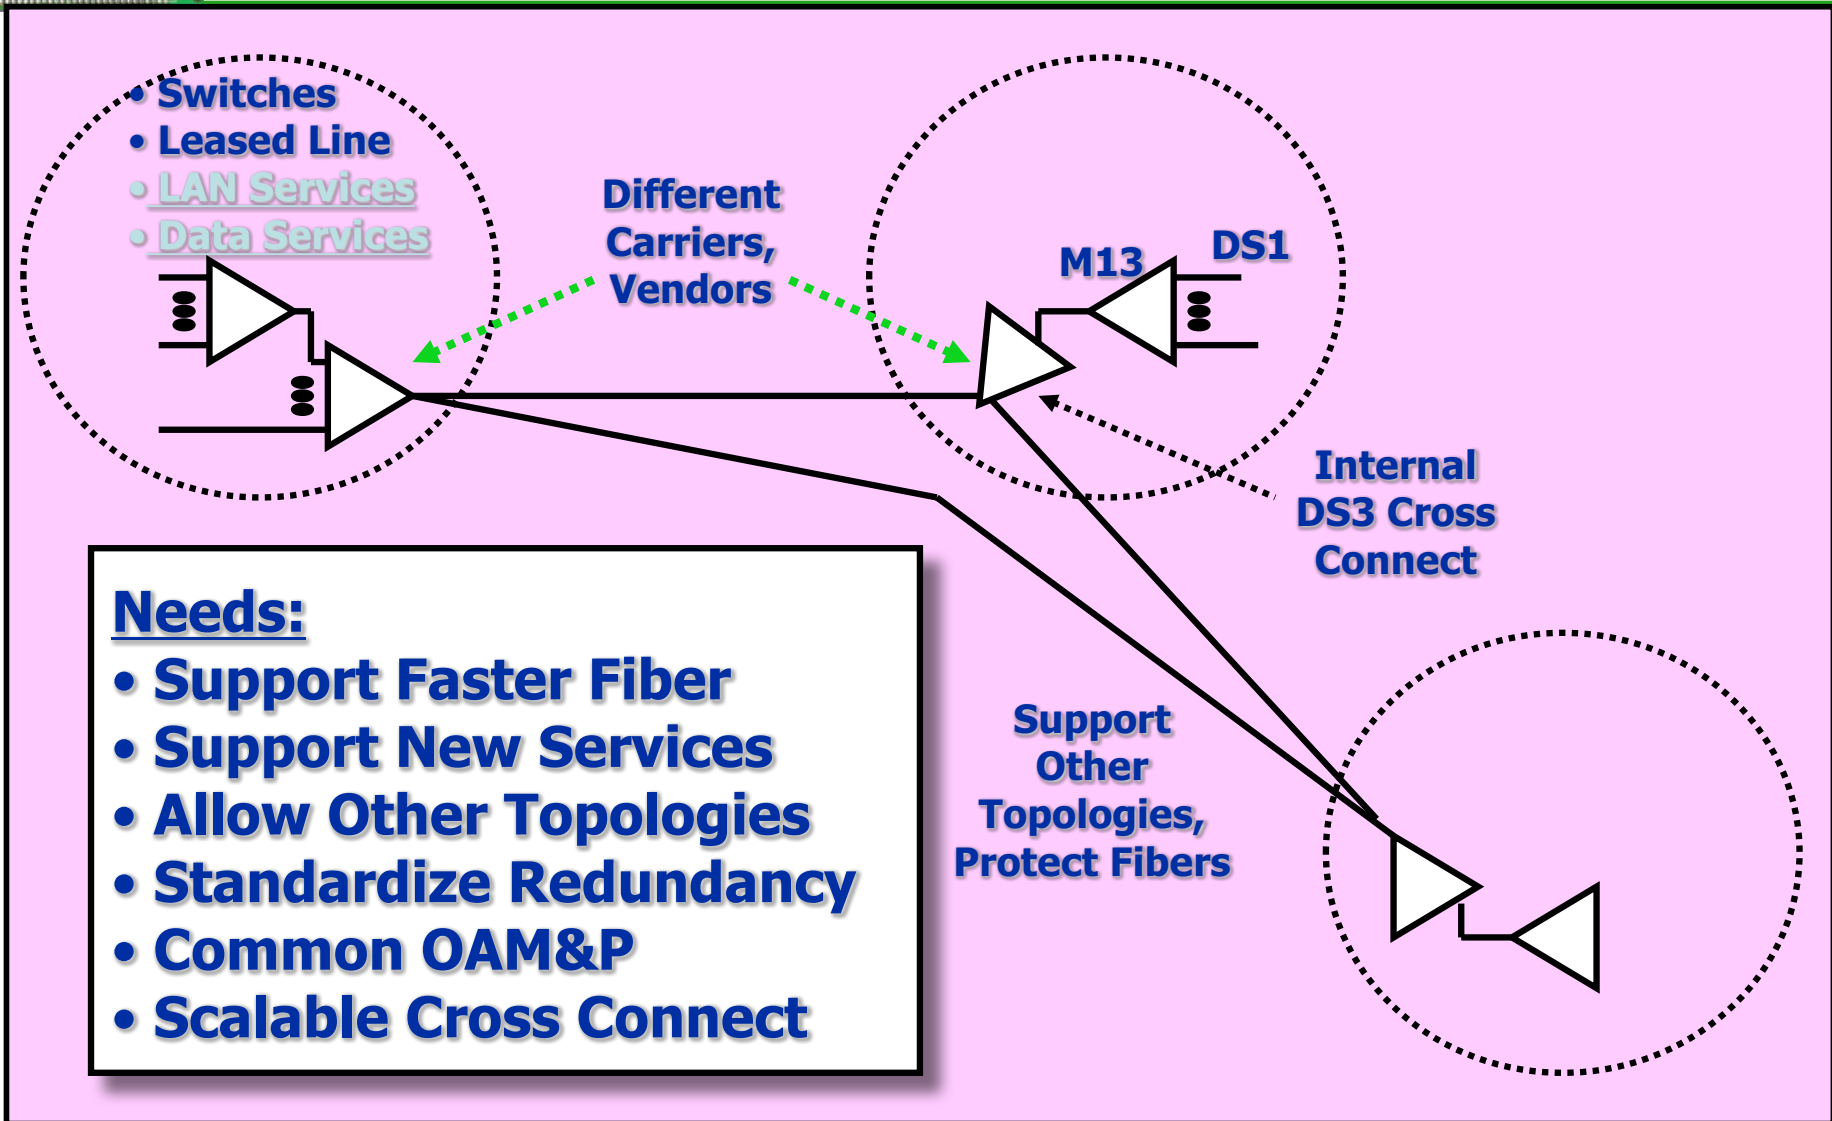 • Switches
• Leased Line
• LAN Services
• Data Services
Different
Carriers,
Vendors
M13
DS1
Internal
DS3 Cross
Connect
Needs:
• Support Faster Fiber
• Support New Services
• Allow Other Topologies
• Standardize Redundancy
• Common OAM&P
• Scalable Cross Connect
Support
Other
Topologies,
Protect Fibers